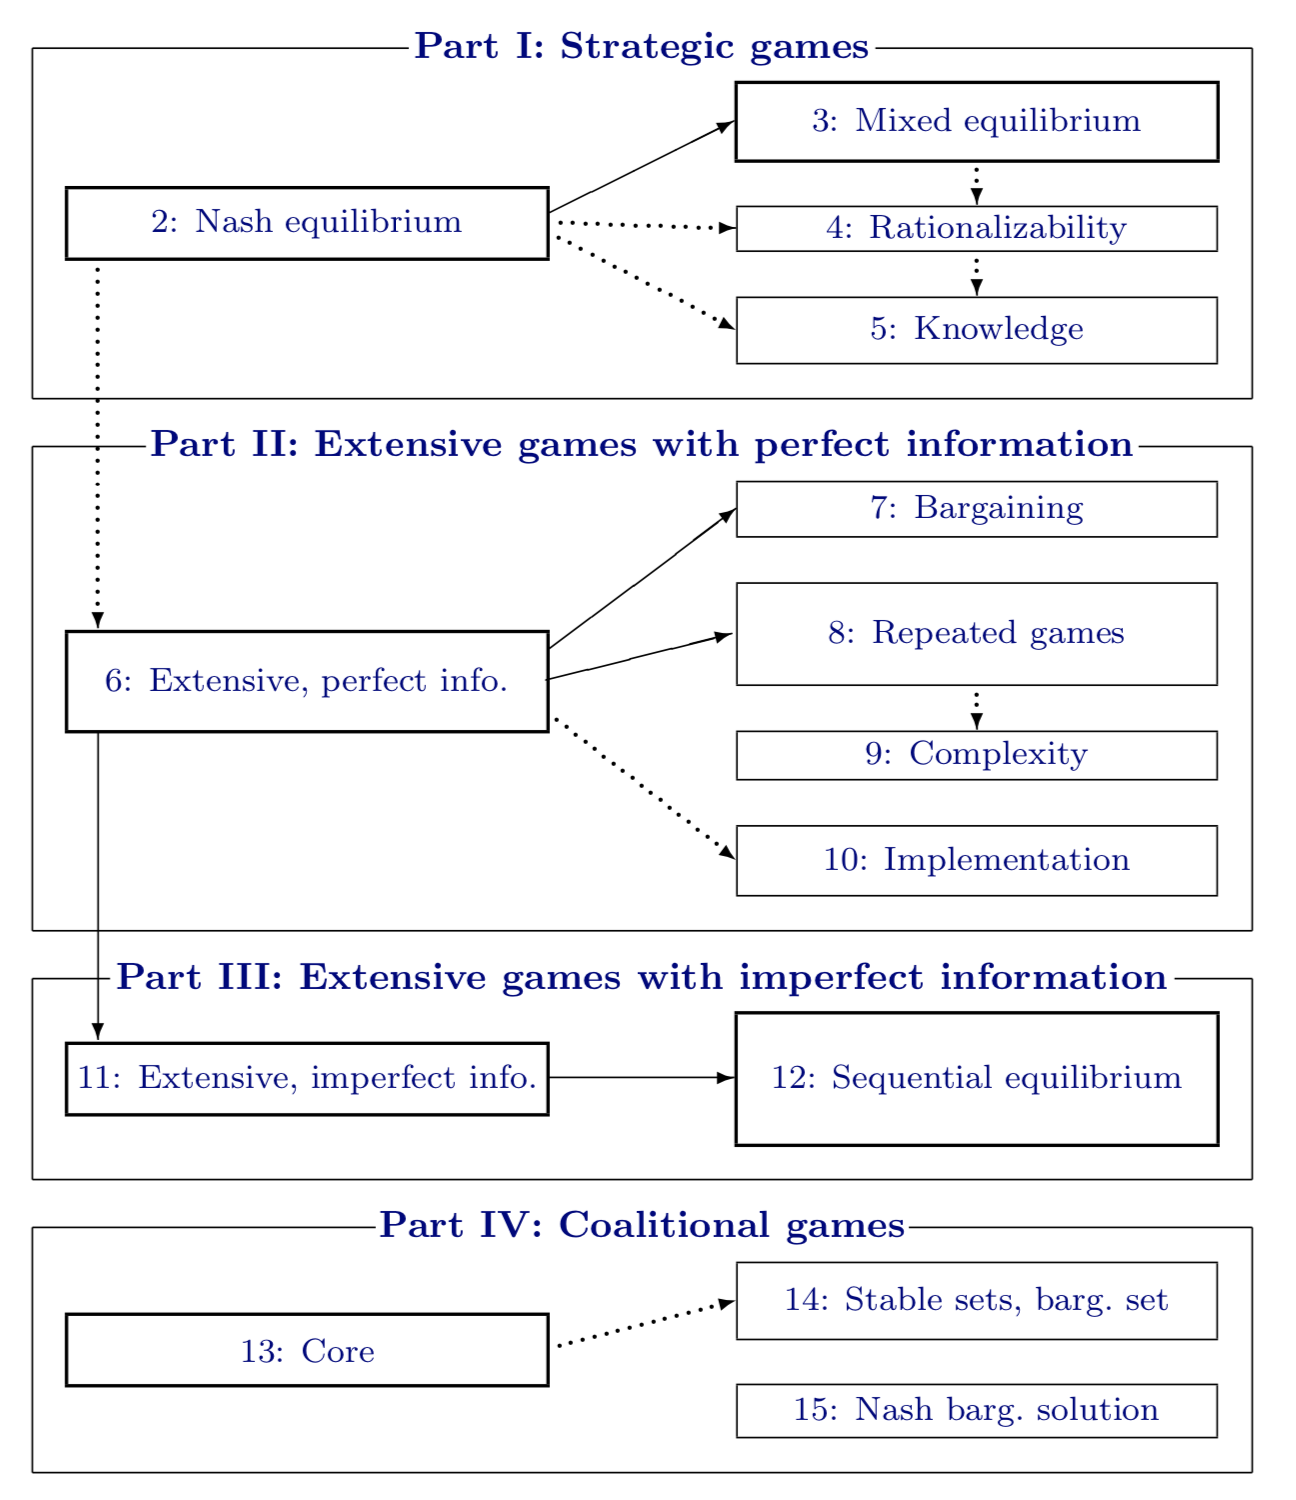 Part I: Strategic games
3: Mixed equilibrium
2: Nash equilibrium
4: Rationalizability
5: Knowledge
Part II: Extensive games with perfect information
7: Bargaining
8: Repeated games
6: Extensive, perfect info.
9: Complexity
10: Implementation
Part III: Extensive games with imperfect information
11: Extensive, imperfect info.
12: Sequential equilibrium
Part IV: Coalitional games
14: Stable sets, barg. set
13: Core
15: Nash barg. solution